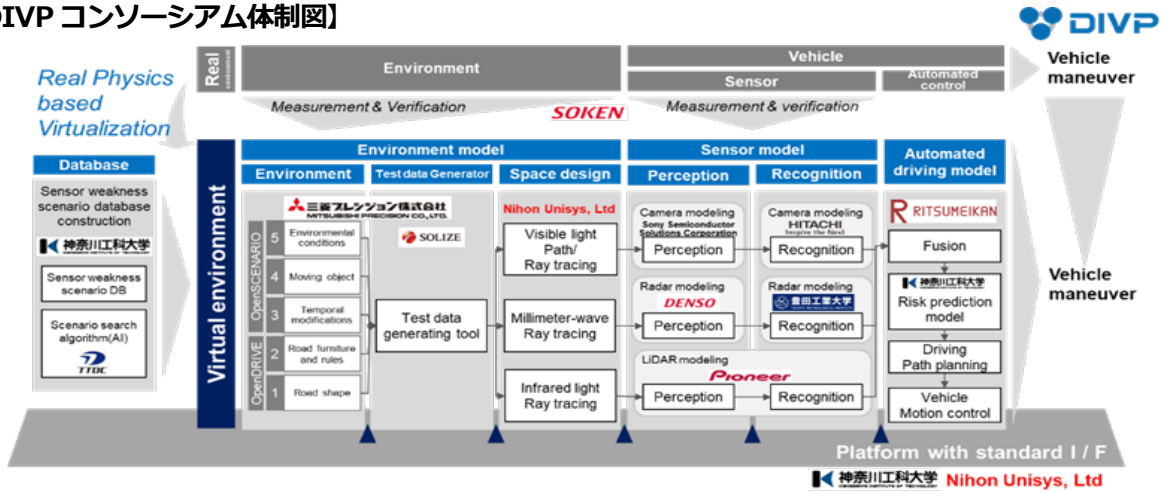 DIVP コンソーシアム体制図】
DIVP
Real Physics
based
Virtualization
Real
Environment
Vehicle
Sensor
Automated
control
Vehicle
maneuver
Measurement & Verification
SOKEN
Measurement & verification
Database
Sensor weakness
scenario database
construction
神奈川工科大学
Sensor weakness
scenario DB
Scenario search
algorithm(AI)
TTDC
Virtual environment
Environment model
Environment
Test data Generator
Space design
三菱プレシジョン株式会社
MITSUBISHI PRECISION CO.,LTD.
SOLIZE
OpenSCENARIO
5
Environmental
conditions
4
Moving object
3
Temporal
modifications
OpenDRIVE
2
Road furniture
and rules
1
Road shape
Test data
generating tool
Nihon Unisys, Ltd
Visible light
Path/
Ray tracing
Millimeter-wave
Ray tracing
Infrared light
Ray tracing
Sensor model
Perception
Recognition
Camera modeling
Sony Semiconductor
Solutions Corporation
Perception
Camera modeling
HITACHI
Inspire the Next
Recognition
Radar modeling
DENSO
Perception
Radar modeling
豊田工業大学
Recognition
LiDAR modeling
Pioneer
Perception
Recognition
Automated
driving model
RITSUMEIKAN
Fusion
神奈川工科大学
Risk prediction
model
Driving
Path planning
Vehicle
Motion control
Vehicle
maneuver
Platform with standard I / F
神奈川工科大学
Nihon Unisys, Ltd